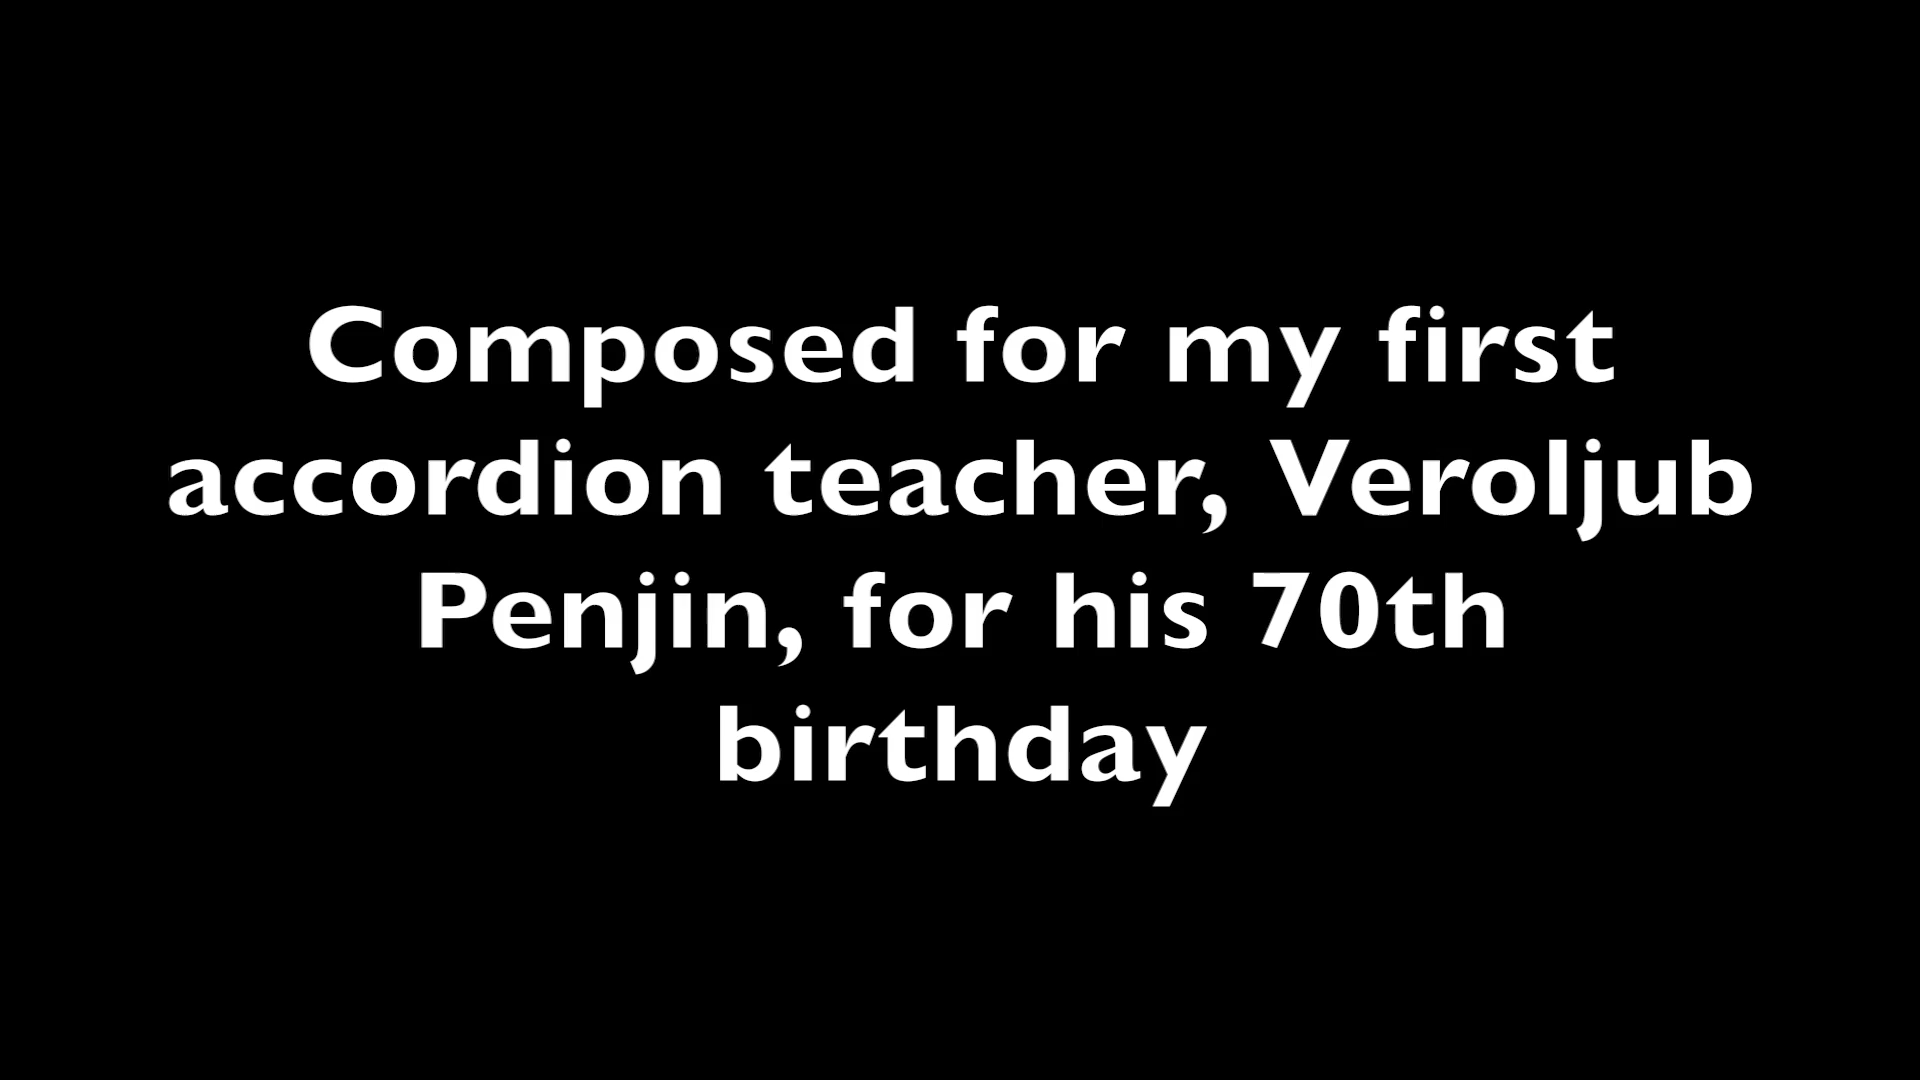 Composed for my first
accordion teacher, Veroljub
Penjin, for his 70th
birthday